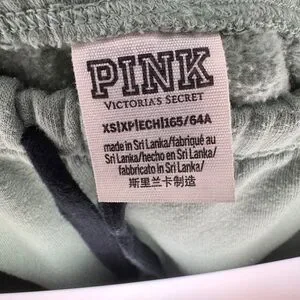 PINK
VICTORIA'S SECRET
XS|XP|ECH|165/64A
made in Sri Lanka/fabriqué au
Sri Lanka/hecho en Sri Lanka/
fabbricato in Sri Lanka/
斯里兰卡制造